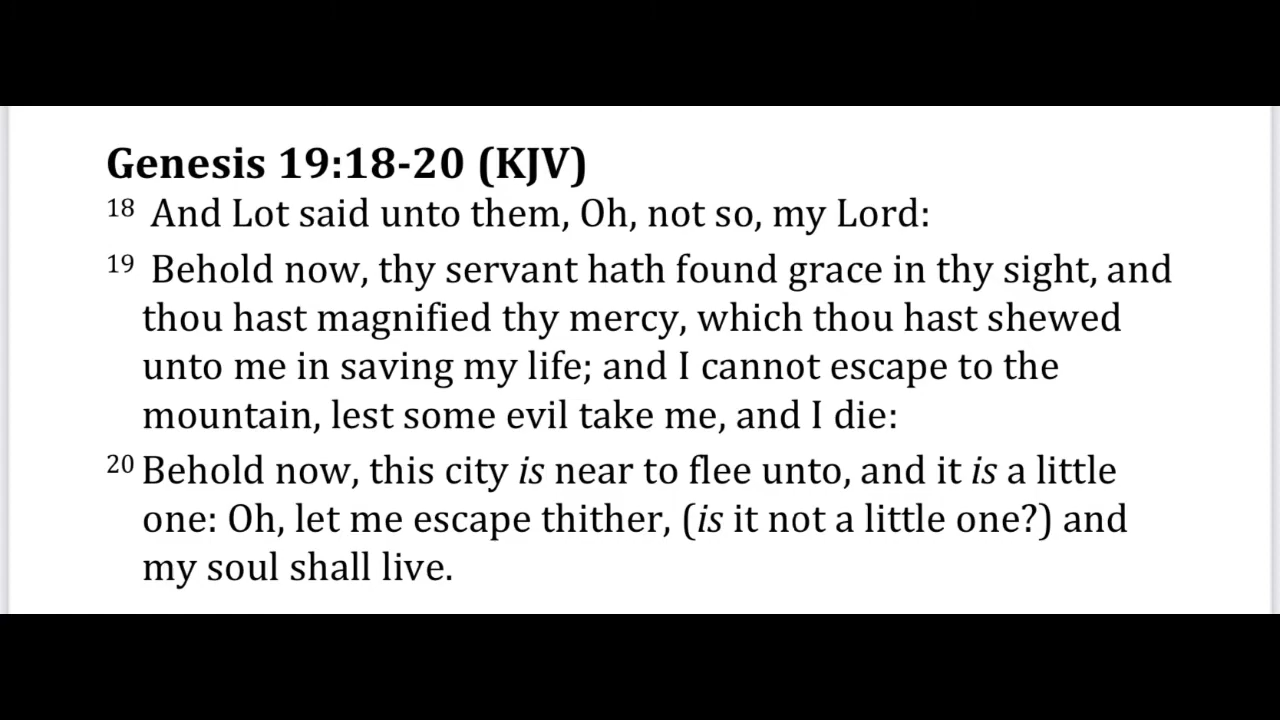 Genesis 19:18-20 (KJV)
18 And Lot said unto them, Oh, not so, my Lord:
19 Behold now, thy servant hath found grace in thy sight, and
thou hast magnified thy mercy, which thou hast shewed
unto me in saving my life; and I cannot escape to the
mountain, lest some evil take me, and I die:
20 Behold now, this city is near to flee unto, and it is a little
one: Oh, let me escape thither, (is it not a little one?) and
my soul shall live.